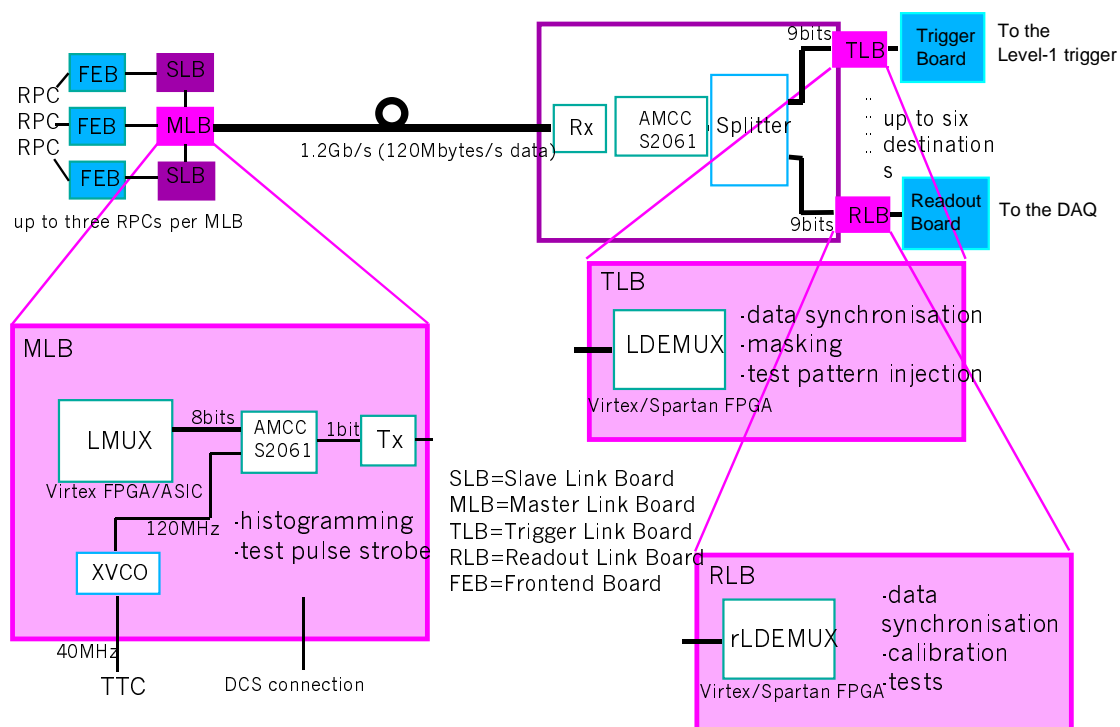 FEB
SLB
RPC
FEB
MLB
RPC
RPC
FEB
SLB
up to three RPCs per MLB
1.2Gb/s (120Mbytes/s data)
Rx
AMCC
S2061
Splitter
9bits
TLB
Trigger
Board
To the
Level-1 trigger
up to six
destination
s
9bits
RLB
Readout
Board
To the DAQ
MLB
LMUX
Virtex FPGA/ASIC
8bits
AMCC
S2061
1bit
Tx
120MHz
-histogramming
-test pulse strobe
XVCO
40MHz
TTC
DCS connection
TLB
LDEMUX
Virtex/Spartan FPGA
-data synchronisation
-masking
-test pattern injection
SLB=Slave Link Board
MLB=Master Link Board
TLB=Trigger Link Board
RLB=Readout Link Board
FEB=Frontend Board
RLB
rLDEMUX
Virtex/Spartan FPGA
-data
synchronisation
-calibration
-tests